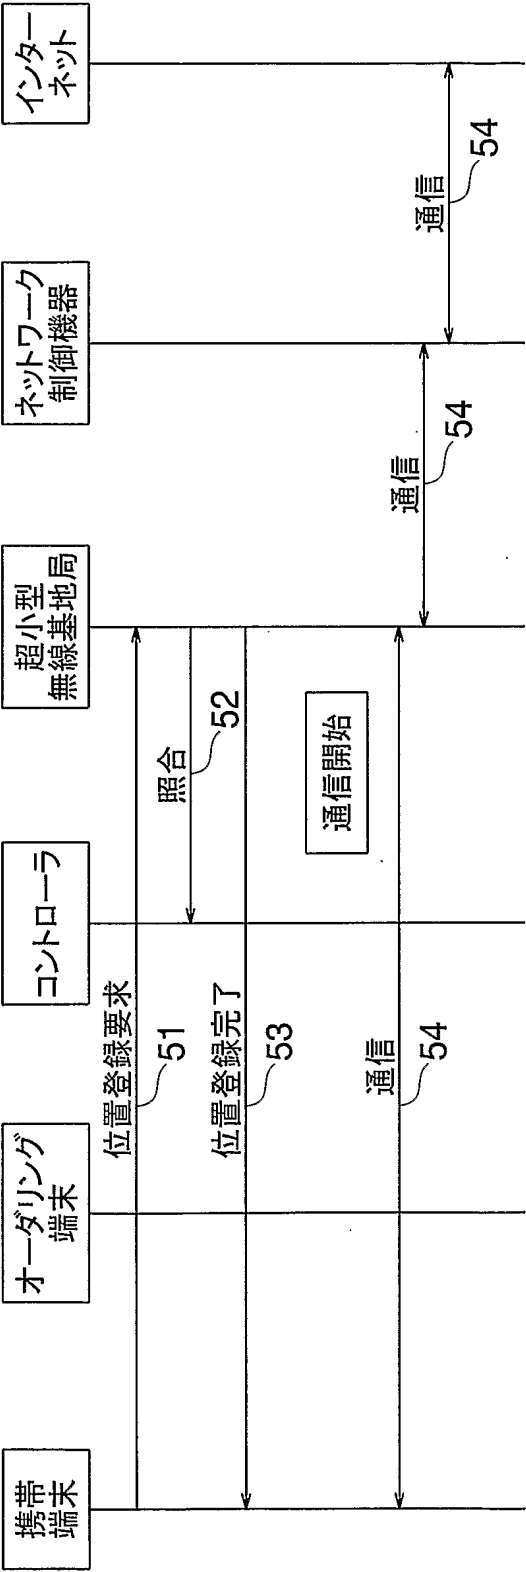 携帯
端末
オーダリング
端末
コントローラ
超小型
無線基地局
ネットワーク
制御機器
インター
ネット
位置登録要求
51
照合
52
位置登録完了
53
通信開始
通信
54
通信
54
通信
54